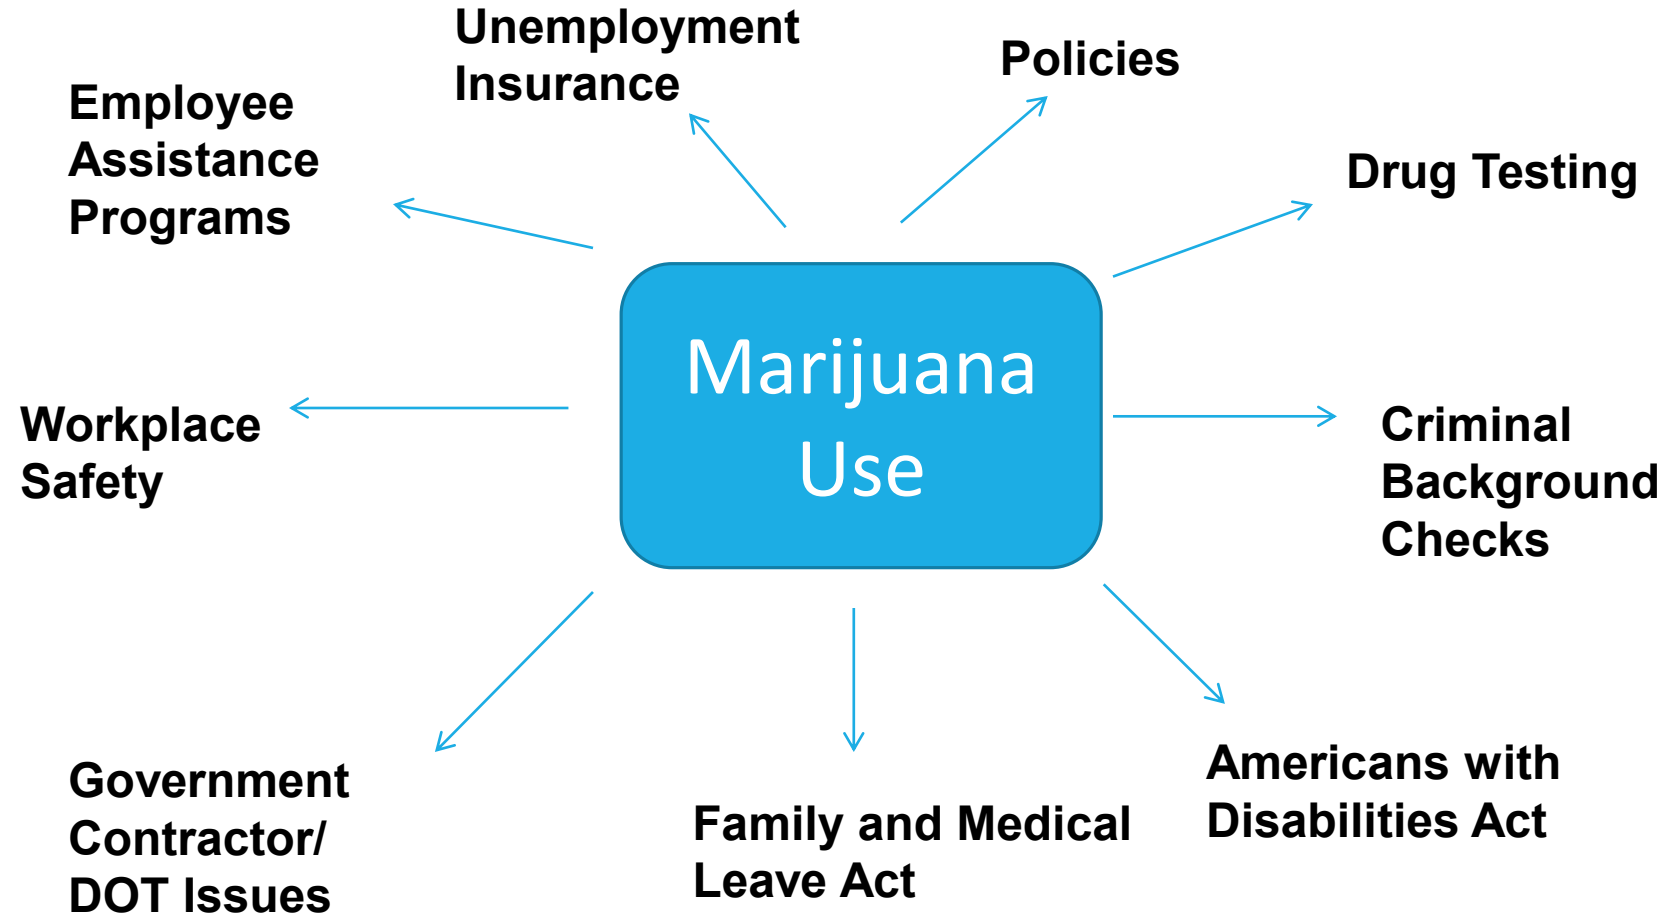 Unemployment
Insurance
Policies
Employee
Assistance
Programs
Drug Testing
Marijuana
Use
Workplace
Safety
Criminal
Background
Checks
Government
Contractor/
DOT Issues
Family and Medical
Leave Act
Americans with
Disabilities Act